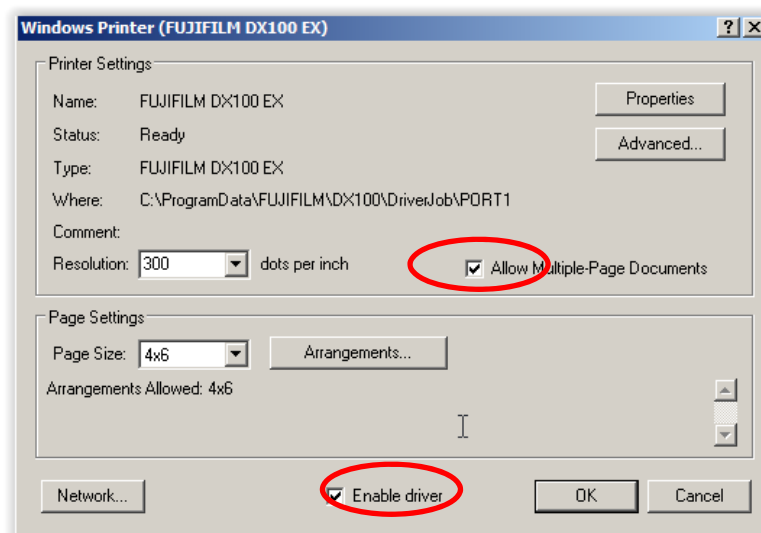 Windows Printer (FUJIFILM DX100 EX)
Printer Settings
Name: FUJIFILM DX100 EX
Properties
Status: Ready
Advanced...
Type: FUJIFILM DX100 EX
Where: C:\ProgramData\FUJIFILM\DX100\DriverJob\PORT1
Comment:
Resolution: 300 dots per inch
Allow Multiple-Page Documents
Page Settings
Page Size: 4x6
Arrangements...
Arrangements Allowed: 4x6
Network...
Enable driver
OK
Cancel